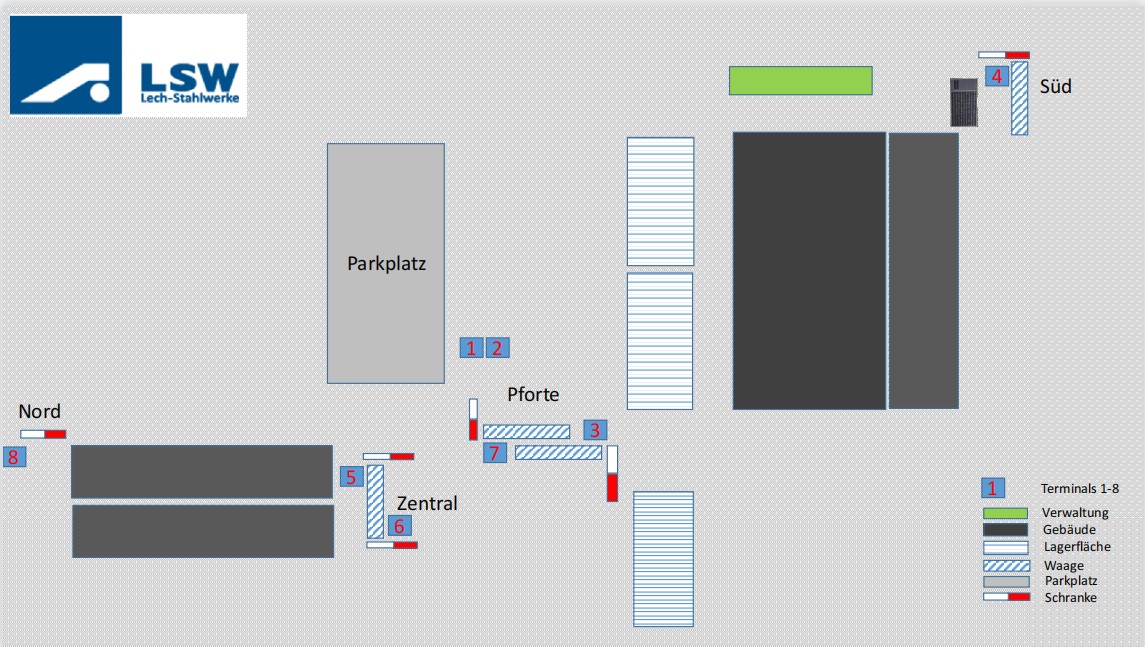 LSW
Lech-Stahlwerke
4
Süd
Parkplatz
1 2
Pforte
Nord
3
8
7
5
Zentral
6
1 Terminals 1-8
Verwaltung
Gebäude
Lagerfläche
Waage
Parkplatz
Schranke